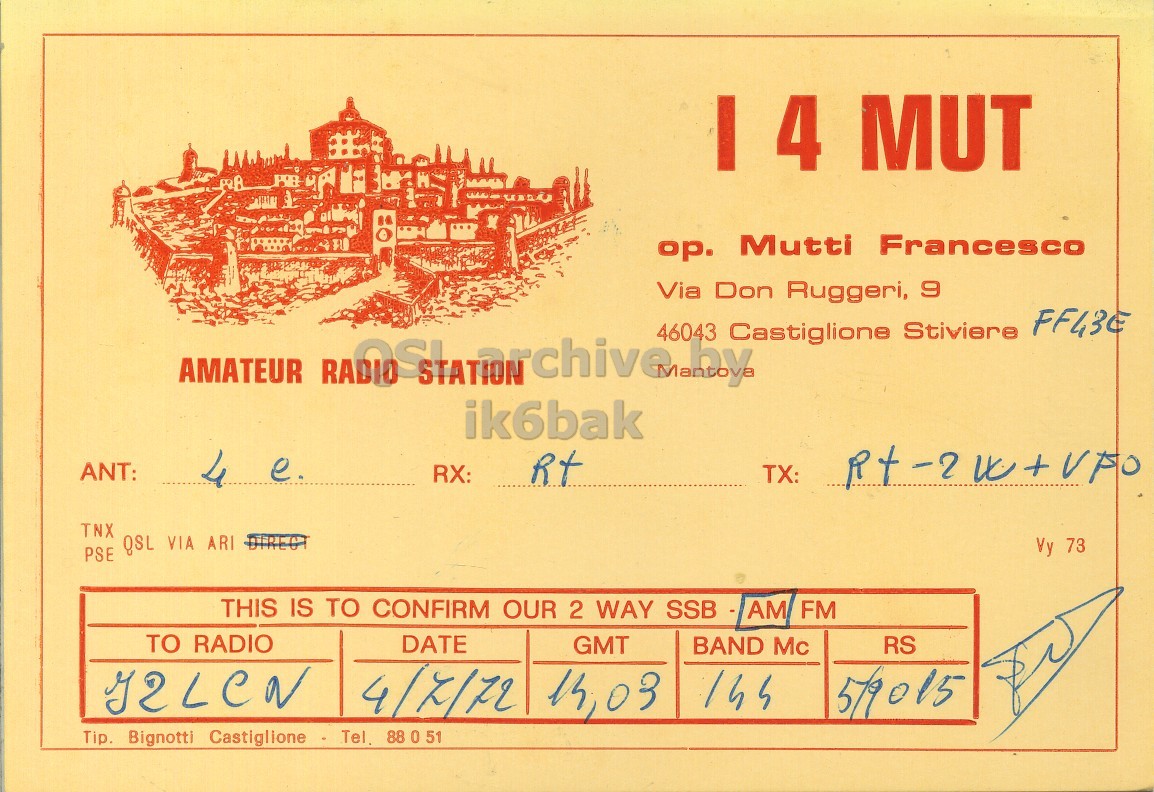 I 4 MUT
op. Mutti Francesco
Via Don Ruggeri, 9
46043 Castiglione Stiviere FF43E
Mantova
AMATEUR RADIO STATION
QSL archive by
ik6bak
ANT: 4 e. RX: Rt TX: Rt-2W+VFO
TNX
PSE QSL VIA ARI DIRECT Vy 73
THIS IS TO CONFIRM OUR 2 WAY SSB - AM FM
TO RADIO DATE GMT BAND Mc RS
I2LCN 4/7/72 14,03 144 5/9015
Tip. Bignotti Castiglione - Tel. 88 0 51